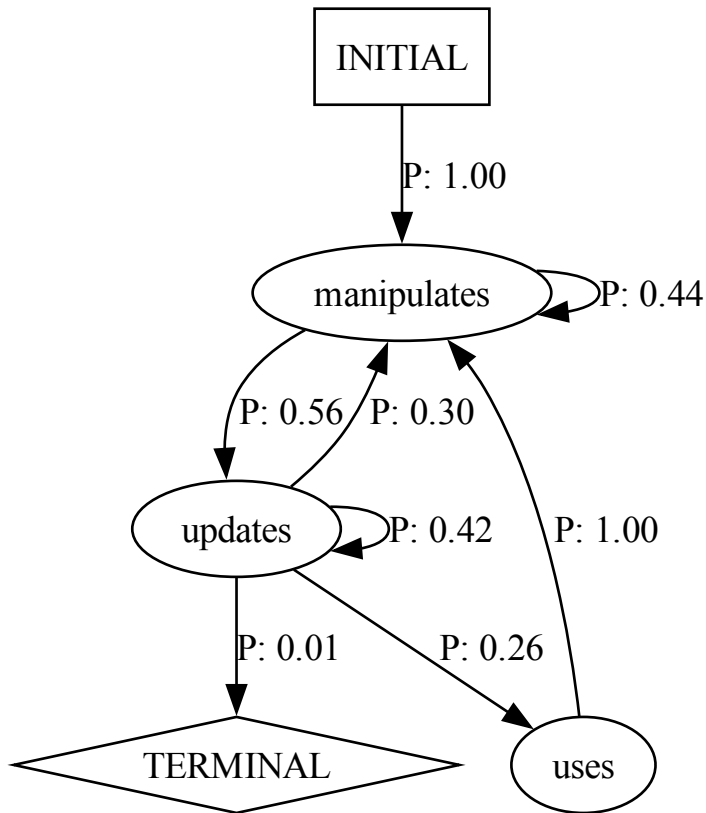 INITIAL
P: 1.00
manipulates
P: 0.44
P: 0.56
P: 0.30
updates
P: 0.42
P: 1.00
P: 0.01
P: 0.26
TERMINAL
uses